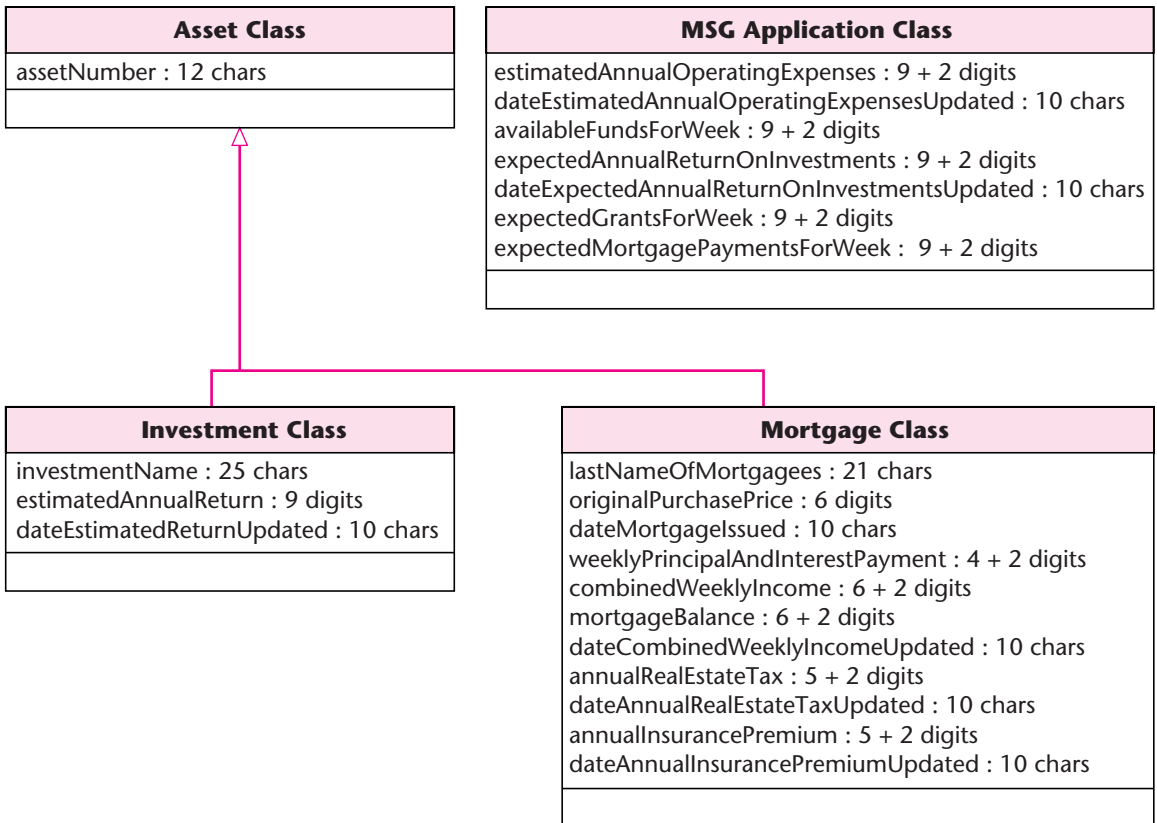 Asset Class
assetNumber : 12 chars
MSG Application Class
estimatedAnnualOperatingExpenses : 9 + 2 digits
dateEstimatedAnnualOperatingExpensesUpdated : 10 chars
availableFundsForWeek : 9 + 2 digits
expectedAnnualReturnOnInvestments : 9 + 2 digits
dateExpectedAnnualReturnOnInvestmentsUpdated : 10 chars
expectedGrantsForWeek : 9 + 2 digits
expectedMortgagePaymentsForWeek :  9 + 2 digits
Investment Class
investmentName : 25 chars
estimatedAnnualReturn : 9 digits
dateEstimatedReturnUpdated : 10 chars
Mortgage Class
lastNameOfMortgagees : 21 chars
originalPurchasePrice : 6 digits
dateMortgageIssued : 10 chars
weeklyPrincipalAndInterestPayment : 4 + 2 digits
combinedWeeklyIncome : 6 + 2 digits
mortgageBalance : 6 + 2 digits
dateCombinedWeeklyIncomeUpdated : 10 chars
annualRealEstateTax : 5 + 2 digits
dateAnnualRealEstateTaxUpdated : 10 chars
annualInsurancePremium : 5 + 2 digits
dateAnnualInsurancePremiumUpdated : 10 chars